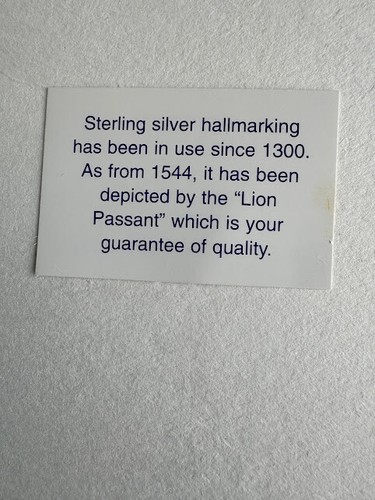 Sterling silver hallmarking
has been in use since 1300.
As from 1544, it has been
depicted by the “Lion
Passant” which is your
guarantee of quality.